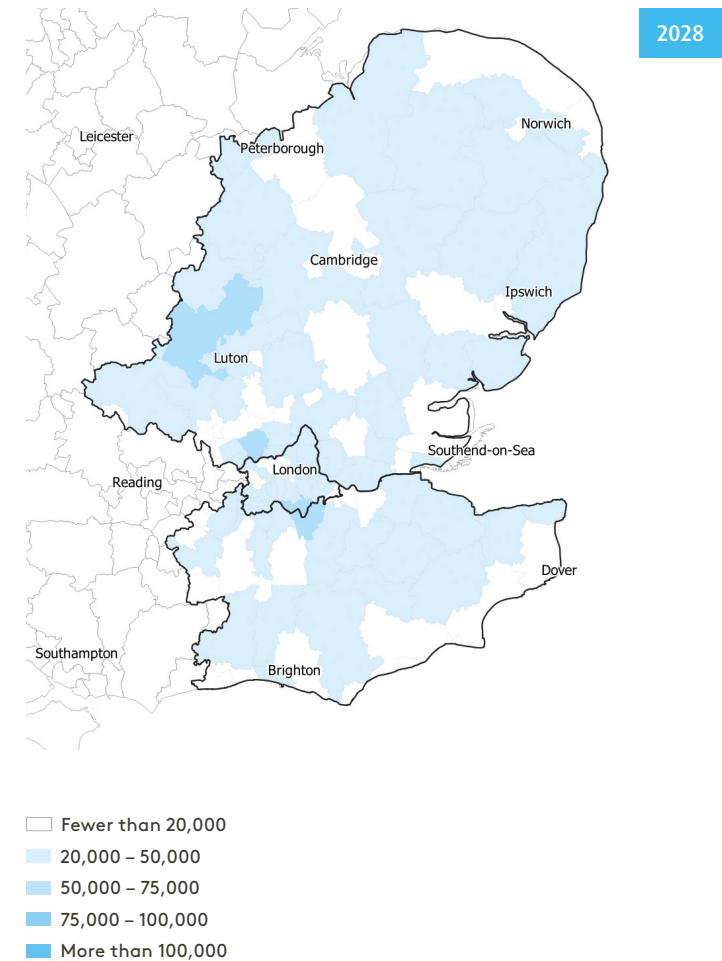 2028
Leicester
Norwich
Peterborough
Cambridge
Ipswich
Luton
Southend-on-Sea
London
Reading
Dover
Southampton
Brighton
Fewer than 20,000
20,000 – 50,000
50,000 – 75,000
75,000 – 100,000
More than 100,000